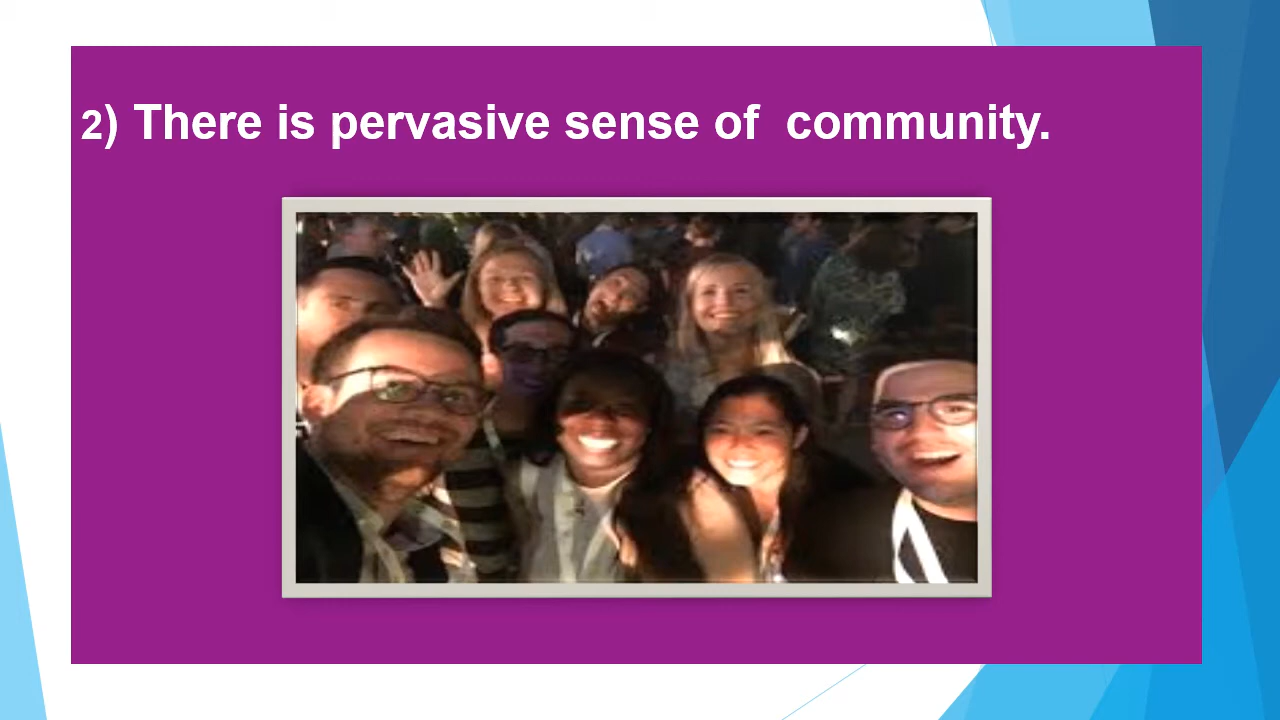 2) There is pervasive sense of  community.